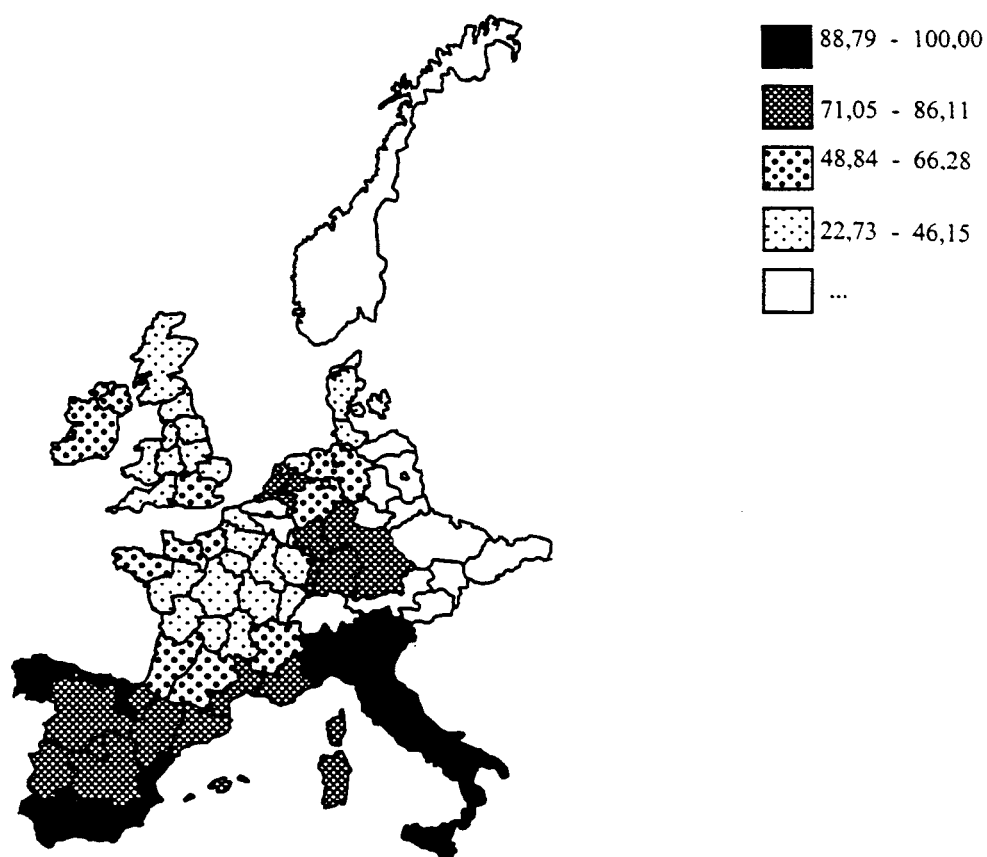 88,79 - 100,00
71,05 - 86,11
48,84 - 66,28
22,73 - 46,15
...